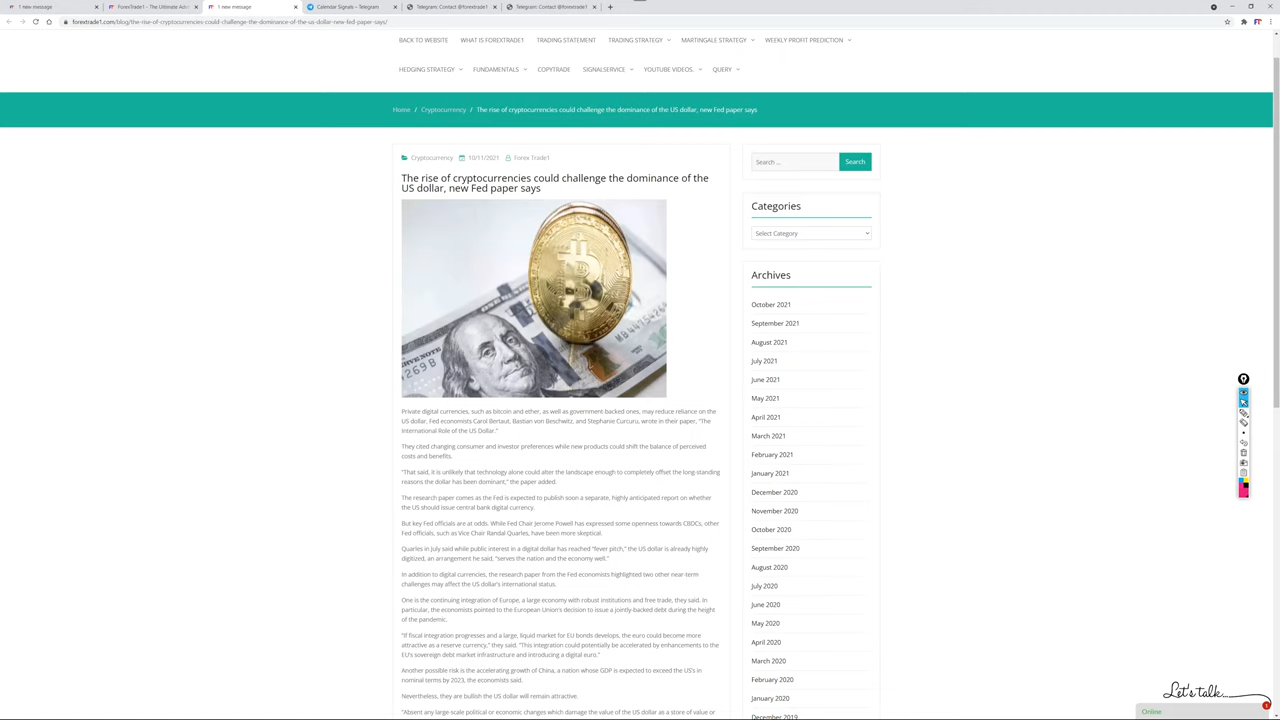 1 new message
ForexTrade1 - The Ultimate Adv
1 new message
Calendar Signals – Telegram
Telegram: Contact @forextrade1
Telegram: Contact @forextrade1
forextrade1.com/blog/the-rise-of-cryptocurrencies-could-challenge-the-dominance-of-the-us-dollar-new-fed-paper-says/
BACK TO WEBSITE WHAT IS FOREXTRADE1 TRADING STATEMENT TRADING STRATEGY MARTINGALE STRATEGY WEEKLY PROFIT PREDICTION
HEDGING STRATEGY FUNDAMENTALS COPYTRADE SIGNALSERVICE YOUTUBE VIDEOS. QUERY
Home / Cryptocurrency / The rise of cryptocurrencies could challenge the dominance of the US dollar, new Fed paper says
Cryptocurrency 10/11/2021 Forex Trade1
The rise of cryptocurrencies could challenge the dominance of the
US dollar, new Fed paper says
Private digital currencies, such as bitcoin and ether, as well as government-backed ones, may reduce reliance on the
US dollar. Fed economists Carol Bertaut, Bastian von Beschwitz, and Stephanie Curcuru, wrote in their paper, "The
International Role of the US Dollar."
They cited changing consumer and investor preferences while new products could shift the balance of perceived
costs and benefits.
"That said, it is unlikely that technology alone could alter the landscape enough to completely offset the long-standing
reasons the dollar has been dominant," the paper added.
The research paper comes as the Fed is expected to publish soon a separate, highly anticipated report on whether
the US should issue central bank digital currency.
But key Fed officials are at odds. While Fed Chair Jerome Powell has expressed some openness towards CBDCs, other
Fed officials, such as Vice Chair Randal Quarles, have been more skeptical.
Quarles in July said while public interest in a digital dollar has reached "fever pitch," the US dollar is already highly
digitized, an arrangement he said, "serves the nation and the economy well."
In addition to digital currencies, the research paper from the Fed economists highlighted two other near-term
challenges may affect the US dollar's international status.
One is the continuing integration of Europe, a large economy with robust institutions and free trade, they said. In
particular, the economists pointed to the European Union's decision to issue a jointly-backed debt during the height
of the pandemic.
"If fiscal integration progresses and a large, liquid market for EU bonds develops, the euro could become more
attractive as a reserve currency," they said. "This integration could potentially be accelerated by enhancements to the
EU's sovereign debt market infrastructure and introducing a digital euro."
Another possible risk is the accelerating growth of China, a nation whose GDP is expected to exceed the US's in
nominal terms by 2023, the economists said.
Nevertheless, they are bullish the US dollar will remain attractive.
"Absent any large-scale political or economic changes which damage the value of the US dollar as a store of value or
Search ...
Search
Categories
Select Category
Archives
October 2021
September 2021
August 2021
July 2021
June 2021
May 2021
April 2021
March 2021
February 2021
January 2021
December 2020
November 2020
October 2020
September 2020
August 2020
July 2020
June 2020
May 2020
April 2020
March 2020
February 2020
January 2020
December 2019
Let's talk
Online
1